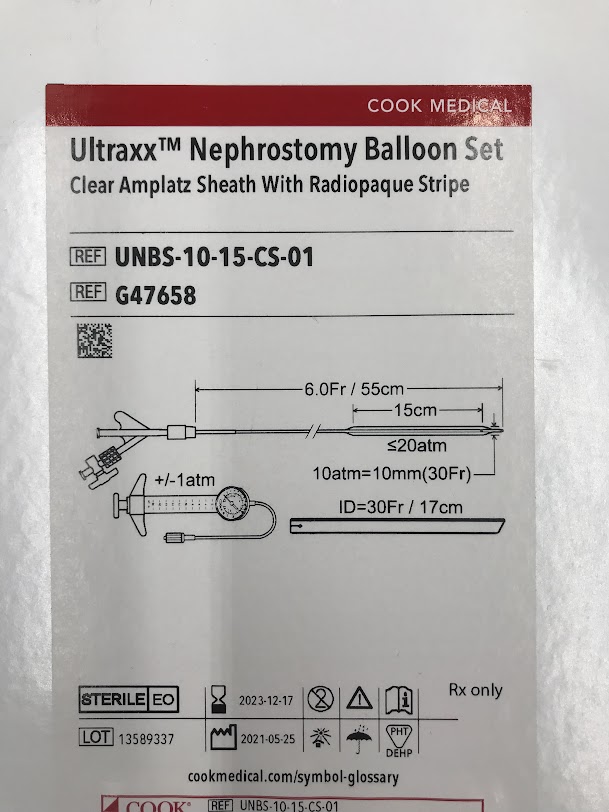 COOK MEDICAL
Ultraxx™ Nephrostomy Balloon Set
Clear Amplatz Sheath With Radiopaque Stripe
REF UNBS-10-15-CS-01
REF G47658
6.0Fr / 55cm
15cm
≤20atm
+/-1atm
10atm=10mm(30Fr)
ID=30Fr / 17cm
STERILE EO
2023-12-17
2
Rx only
LOT 13589337
2021-05-25
PHT
DEHP
cookmedical.com/symbol-glossary
COOK® REF UNBS-10-15-CS-01